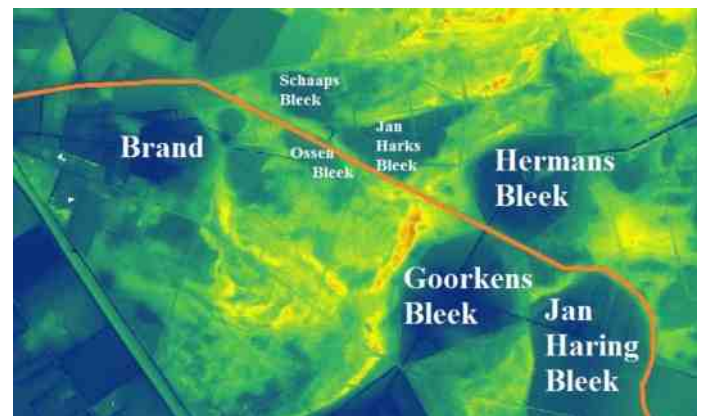 Schaaps
Bleek
Jan
Harks
Bleek
Brand
Ossen
Bleek
Hermans
Bleek
Goorkens
Bleek
Jan
Haring
Bleek